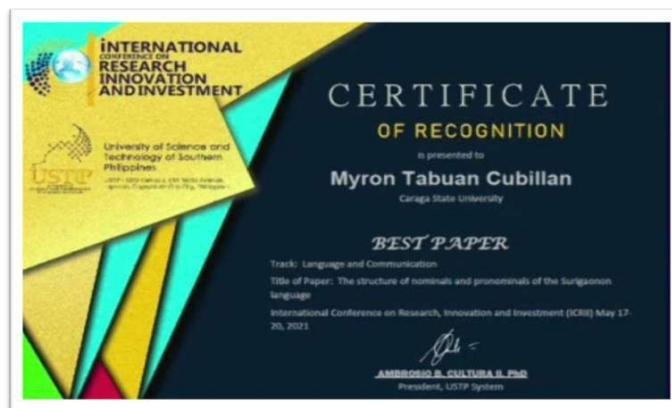 iNTERNATIONAL
CONFERENCE ON
RESEARCH
INNOVATION
AND INVESTMENT
University of Science and
Technology of Southern
Philippines
USTP
CERTIFICATE
OF RECOGNITION
is presented to
Myron Tabuan Cubillan
Caraga State University
BEST PAPER
Track: Language and Communication
Title of Paper: The structure of nominals and pronominals of the Surigaonon
language
International Conference on Research, Innovation and Investment (ICRII) May 17-
20, 2021
AMBROSIO B. CULTURA II, PhD
President, USTP System